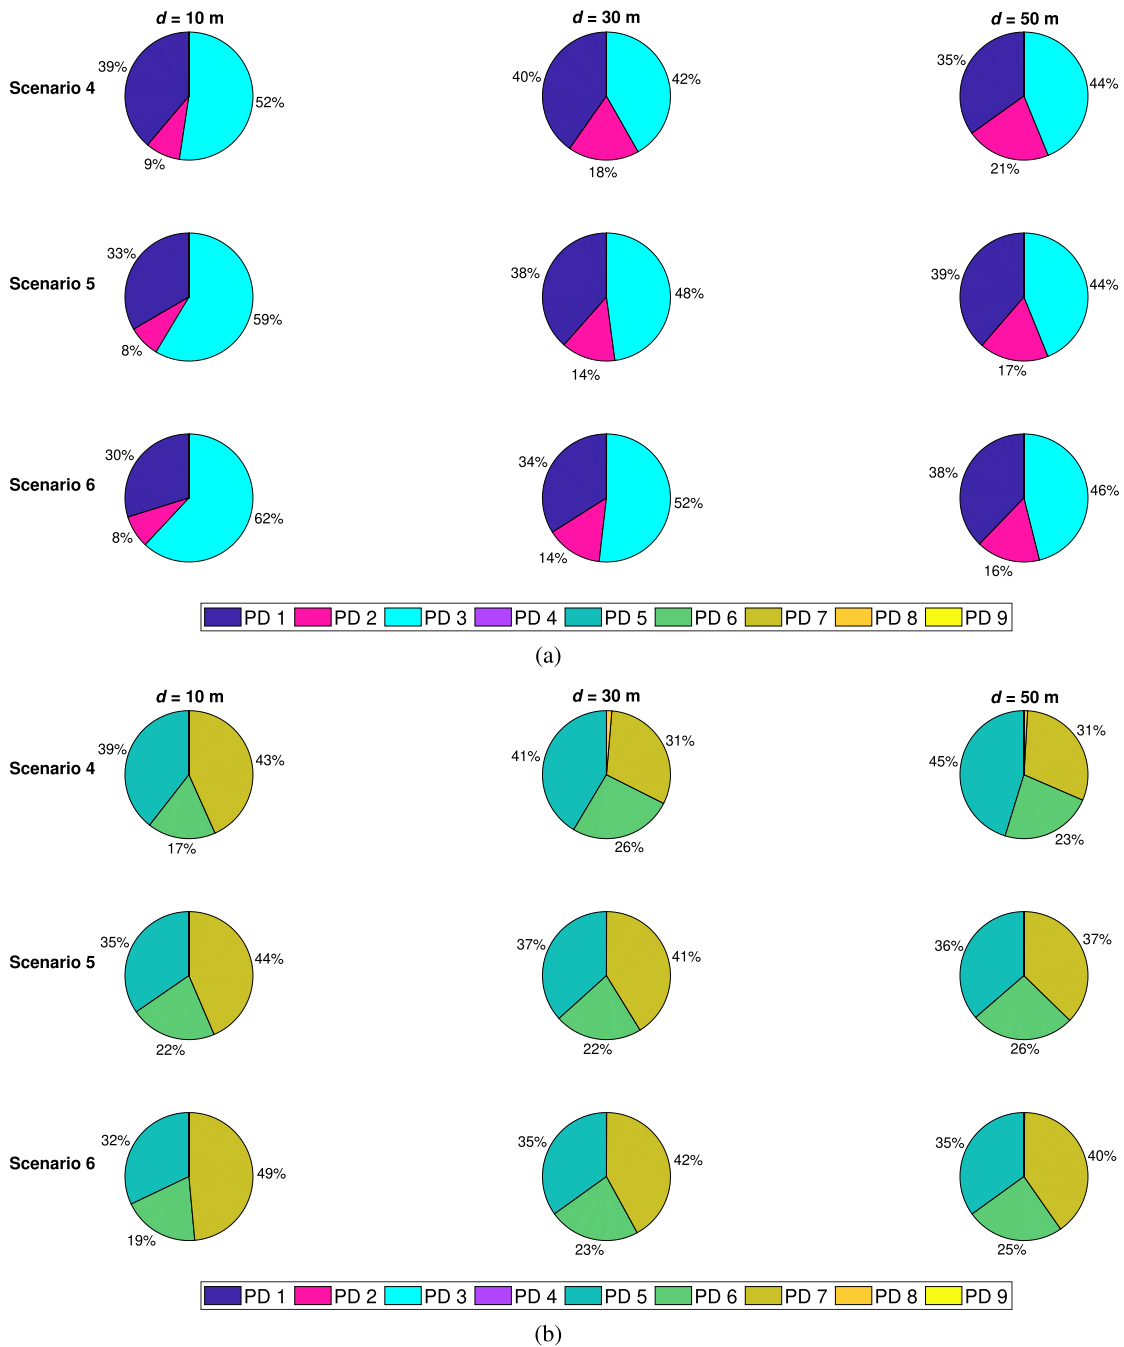 d = 10 m d = 30 m d = 50 m
Scenario 4
39% 52% 9%
40% 42% 18%
35% 44% 21%
Scenario 5
33% 59% 8%
38% 48% 14%
39% 44% 17%
Scenario 6
30% 62% 8%
34% 52% 14%
38% 46% 16%
PD 1 PD 2 PD 3 PD 4 PD 5 PD 6 PD 7 PD 8 PD 9
(a)
d = 10 m d = 30 m d = 50 m
Scenario 4
39% 43% 17%
41% 31% 26%
45% 31% 23%
Scenario 5
35% 44% 22%
37% 41% 22%
36% 37% 26%
Scenario 6
32% 49% 19%
35% 42% 23%
35% 40% 25%
PD 1 PD 2 PD 3 PD 4 PD 5 PD 6 PD 7 PD 8 PD 9
(b)